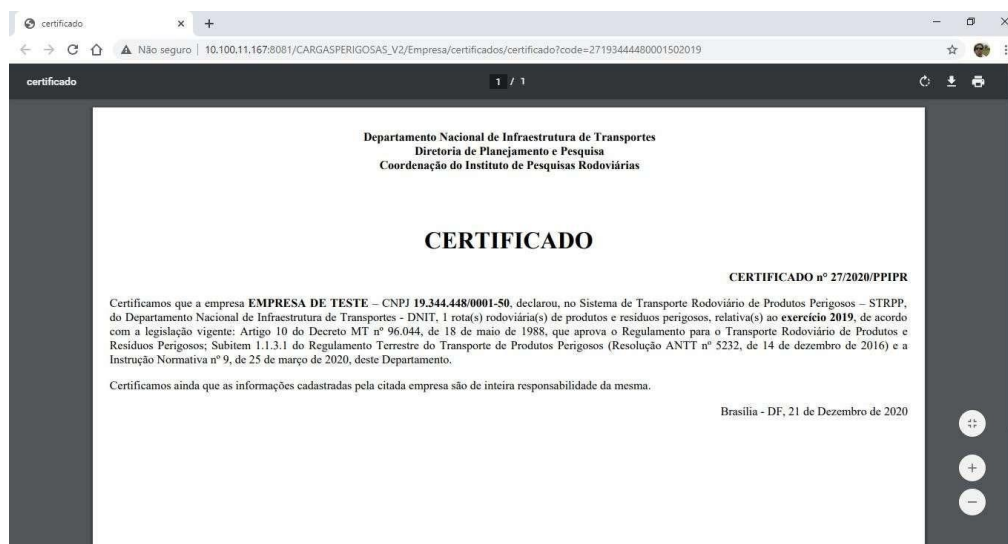 certificado
Não seguro | 10.100.11.167:8081/CARGASPERIGOSAS_V2/Empresa/certificados/certificado?code=27193444480001502019
certificado
1 / 1
Departamento Nacional de Infraestrutura de Transportes
Diretoria de Planejamento e Pesquisa
Coordenação do Instituto de Pesquisas Rodoviárias
CERTIFICADO
CERTIFICADO nº 27/2020/PPIPR
Certificamos que a empresa EMPRESA DE TESTE – CNPJ 19.344.448/0001-50, declarou, no Sistema de Transporte Rodoviário de Produtos Perigosos – STRPP,
do Departamento Nacional de Infraestrutura de Transportes - DNIT, 1 rota(s) rodoviária(s) de produtos e resíduos perigosos, relativa(s) ao exercício 2019, de acordo
com a legislação vigente: Artigo 10 do Decreto MT nº 96.044, de 18 de maio de 1988, que aprova o Regulamento para o Transporte Rodoviário de Produtos e
Resíduos Perigosos; Subitem 1.1.3.1 do Regulamento Terrestre do Transporte de Produtos Perigosos (Resolução ANTT nº 5232, de 14 de dezembro de 2016) e a
Instrução Normativa nº 9, de 25 de março de 2020, deste Departamento.
Certificamos ainda que as informações cadastradas pela citada empresa são de inteira responsabilidade da mesma.
Brasília - DF, 21 de Dezembro de 2020